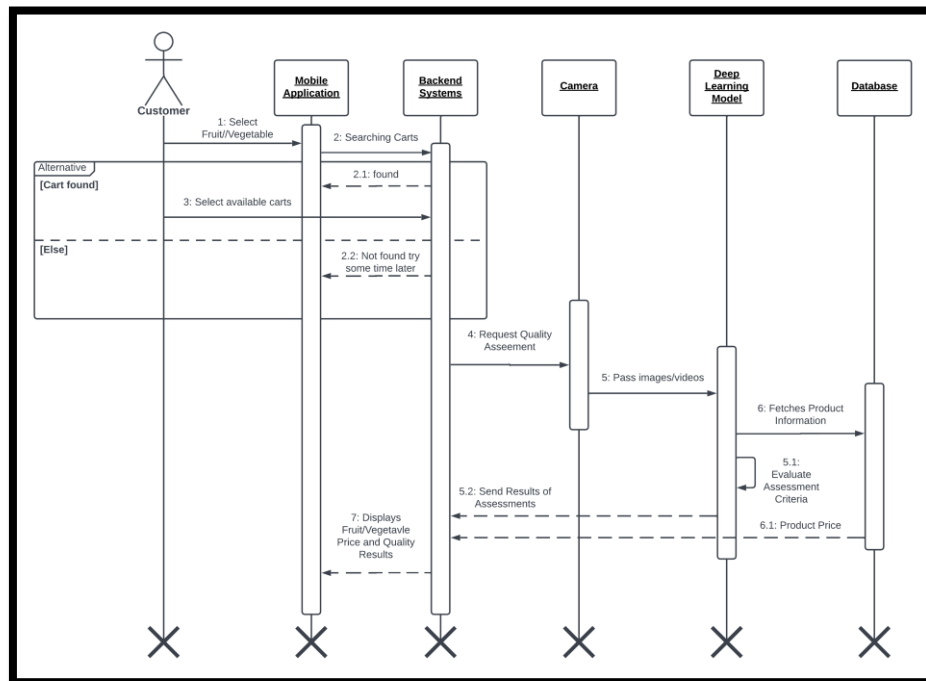 Customer
Mobile
Application
Backend
Systems
Camera
Deep
Learning
Model
Database
1: Select
Fruit//Vegetable
2: Searching Carts
Alternative
[Cart found]
2.1: found
3: Select available carts
[Else]
2.2: Not found try
some time later
4: Request Quality
Asseement
5: Pass images/videos
6: Fetches Product
Information
5.1:
Evaluate
Assessment
Criteria
5.2: Send Results of
Assessments
6.1: Product Price
7: Displays
Fruit/Vegetavle
Price and Quality
Results